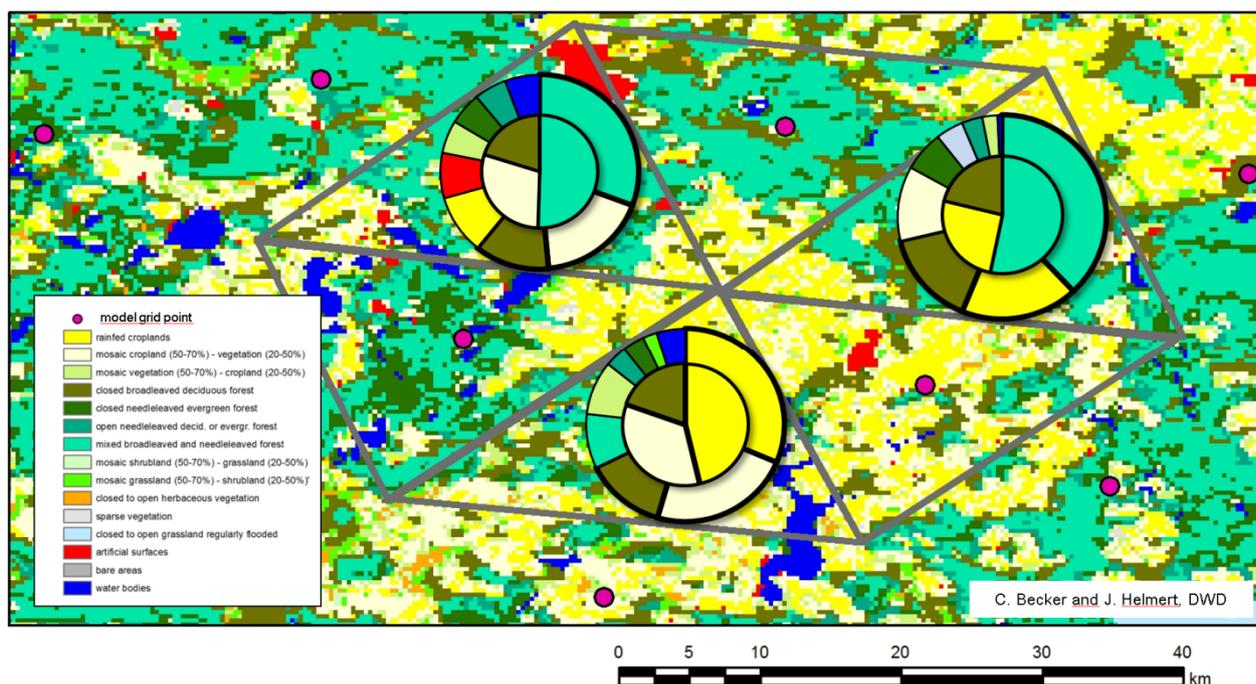 model grid point
rainfed croplands
mosaic cropland (50-70%) - vegetation (20-50%)
mosaic vegetation (50-70%) - cropland (20-50%)
closed broadleaved deciduous forest
closed needleleaved evergreen forest
open needleleaved decid. or evergr. forest
mixed broadleaved and needleleaved forest
mosaic shrubland (50-70%) - grassland (20-50%)
mosaic grassland (50-70%) - shrubland (20-50%)'
closed to open herbaceous vegetation
sparse vegetation
closed to open grassland regularly flooded
artificial surfaces
bare areas
water bodies
C. Becker and J. Helmert, DWD
0 5 10 20 30 40
km